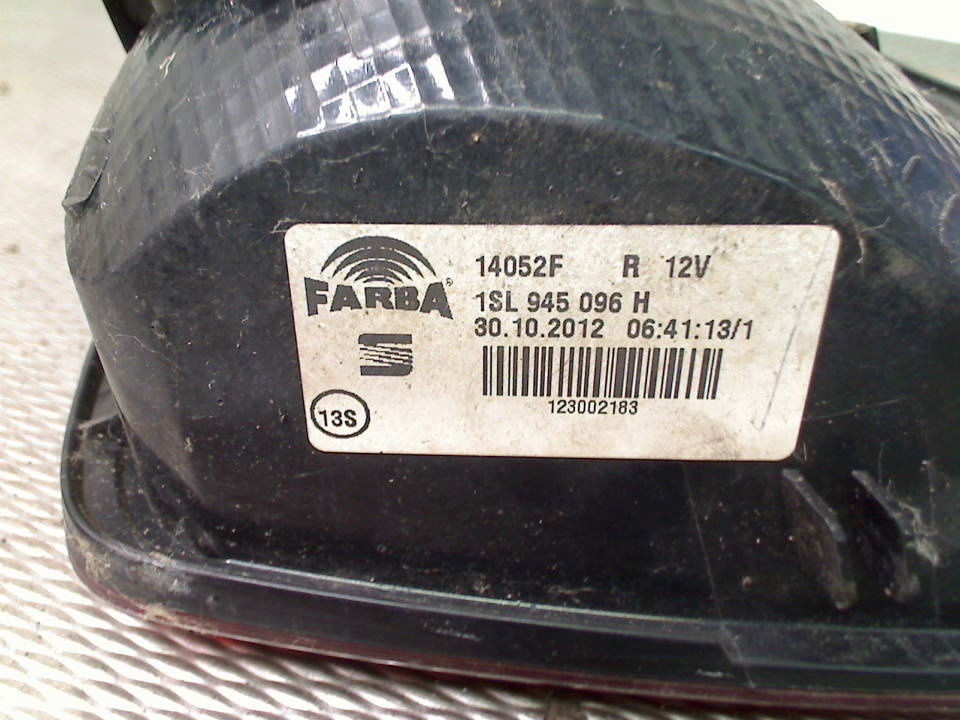 FARBA®
14052F R 12V
1SL 945 096 H
30.10.2012 06:41:13/1
123002183
13S